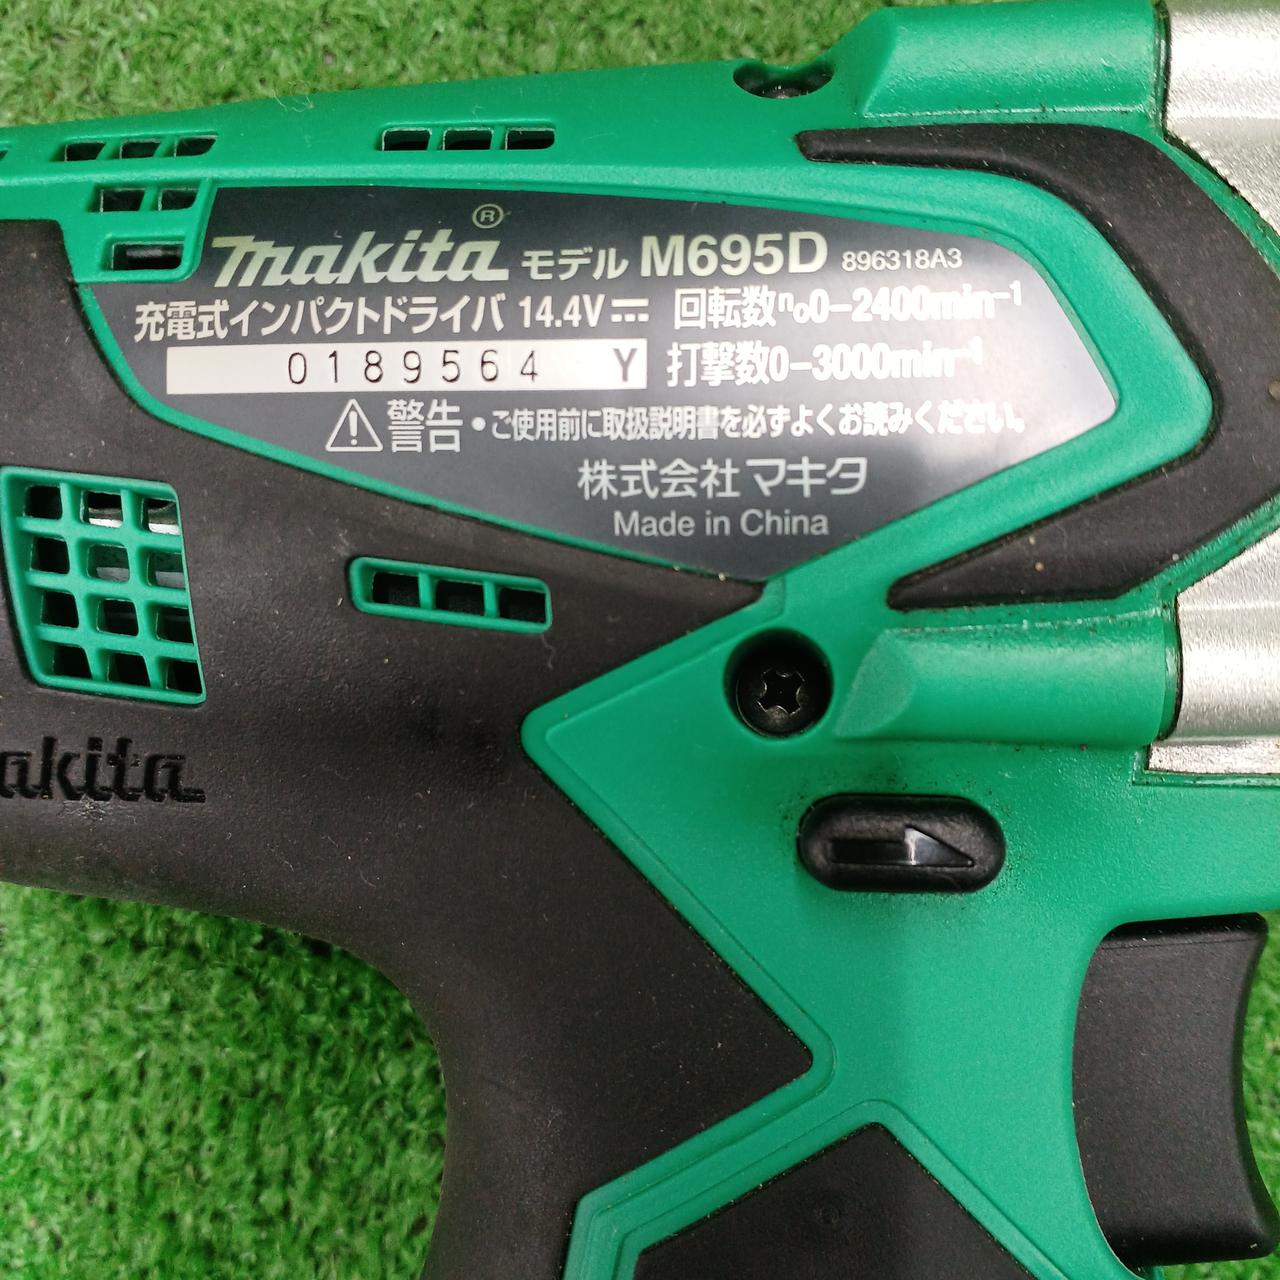 makita® モデル M695D 896318A3
充電式インパクトドライバ 14.4V⎓ 回転数n₀0-2400min⁻¹
0189564 Y 打撃数0-3000min⁻¹
⚠警告・ご使用前に取扱説明書を必ずよくお読みください。
株式会社マキタ
Made in China
akita